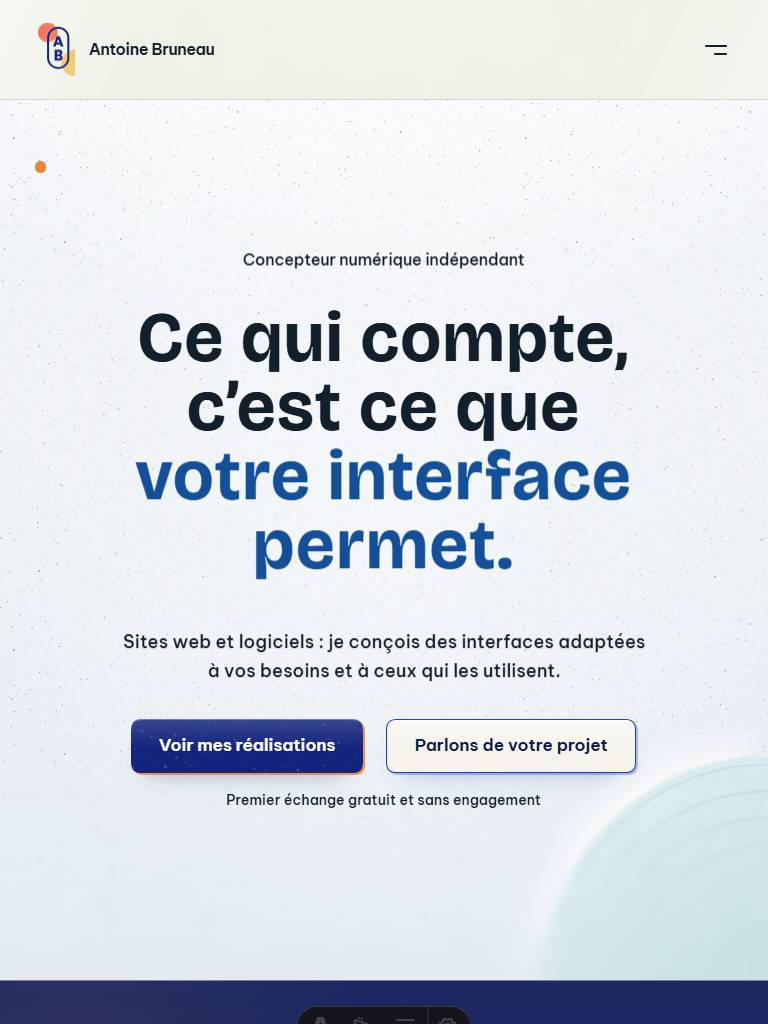 A
B
Antoine Bruneau
Concepteur numérique indépendant
Ce qui compte,
c’est ce que
votre interface
permet.
Sites web et logiciels : je conçois des interfaces adaptées
à vos besoins et à ceux qui les utilisent.
Voir mes réalisations
Parlons de votre projet
Premier échange gratuit et sans engagement